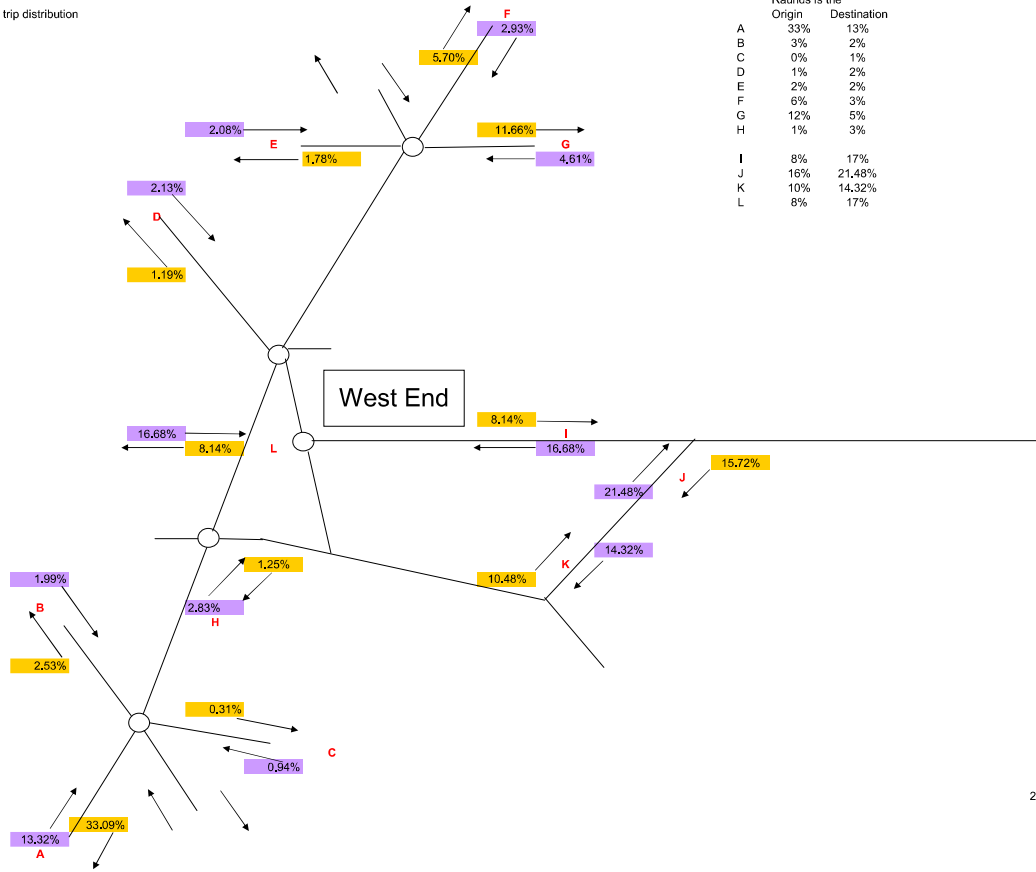 Raunds is the
trip distribution
F
Origin Destination
2.93%
A 33% 13%
B 3% 2%
5.70%
C 0% 1%
D 1% 2%
E 2% 2%
F 6% 3%
G 12% 5%
H 1% 3%
2.08%
11.66%
E
G
1.78%
4.61%
I 8% 17%
J 16% 21.48%
K 10% 14.32%
L 8% 17%
2.13%
D
1.19%
West End
8.14%
16.68%
I
8.14%
L
16.68%
15.72%
J
21.48%
14.32%
1.25%
K
1.99%
10.48%
B
2.83%
H
2.53%
0.31%
C
0.94%
2
33.09%
13.32%
A